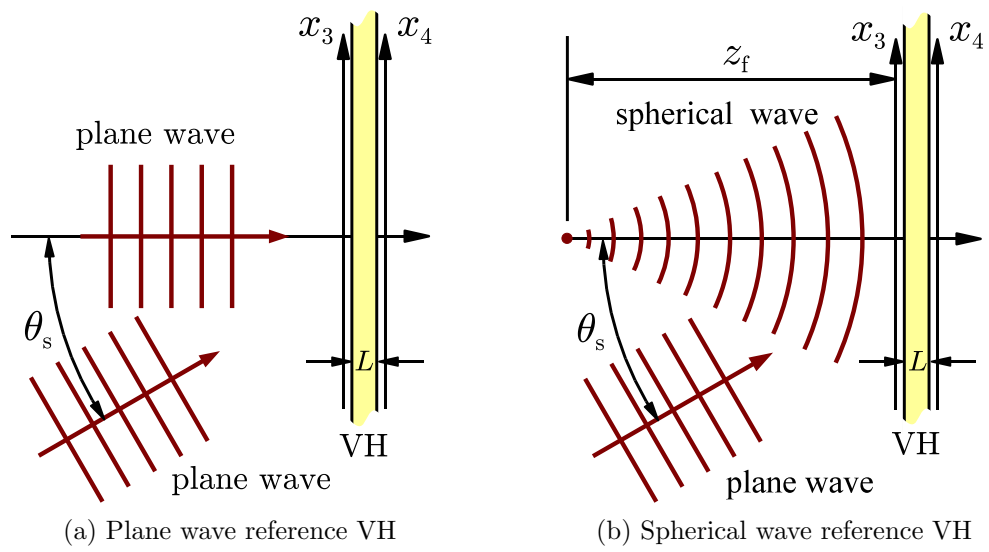 x₃ x₄
plane wave
θₛ
L
VH
plane wave
(a) Plane wave reference VH
x₃ x₄
z_f
spherical wave
θₛ
L
VH
plane wave
(b) Spherical wave reference VH